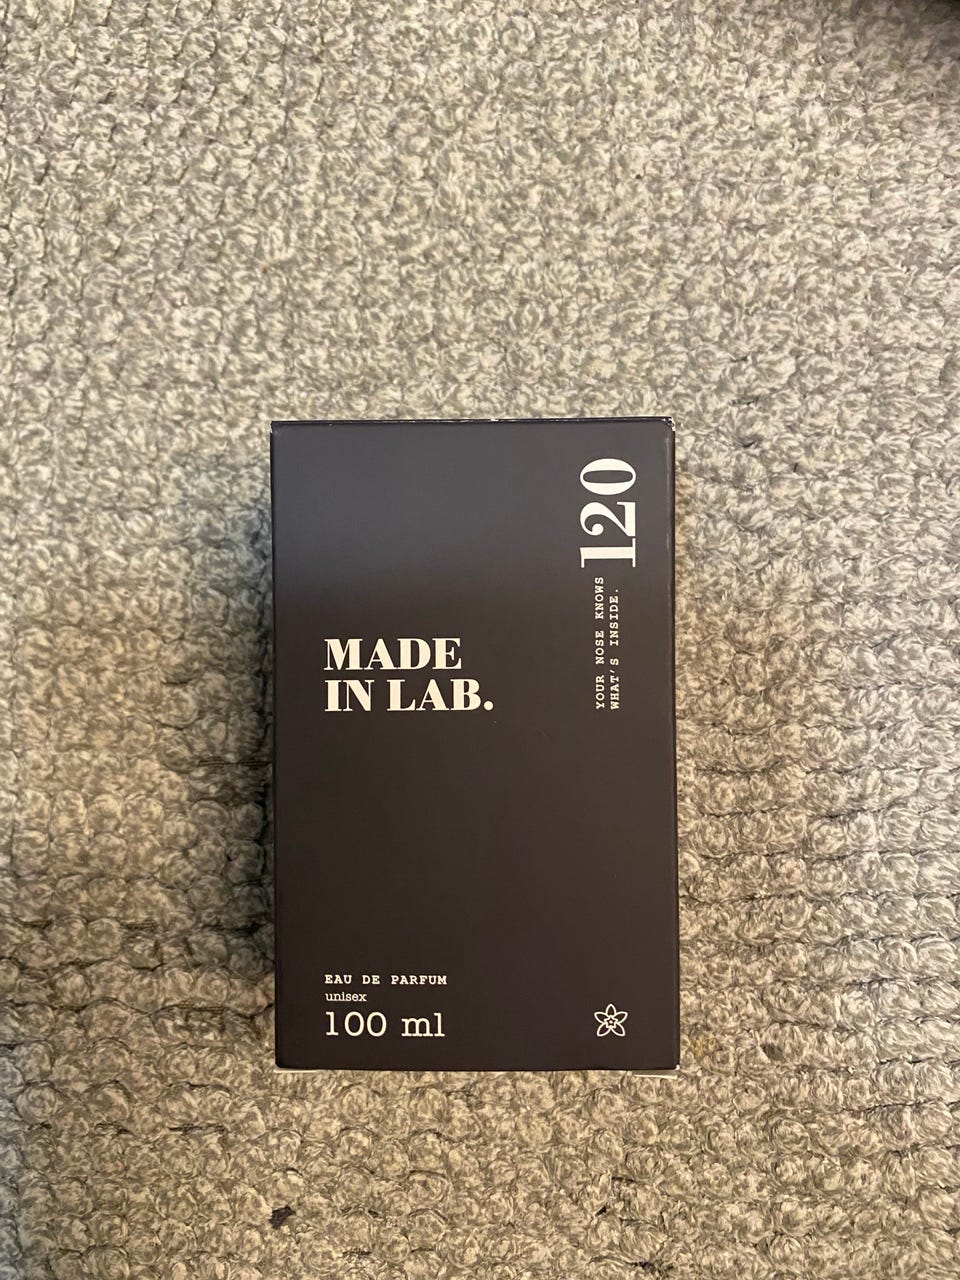 120
YOUR NOSE KNOWS
WHAT'S INSIDE.
MADE
IN LAB.
EAU DE PARFUM
unisex
100 ml